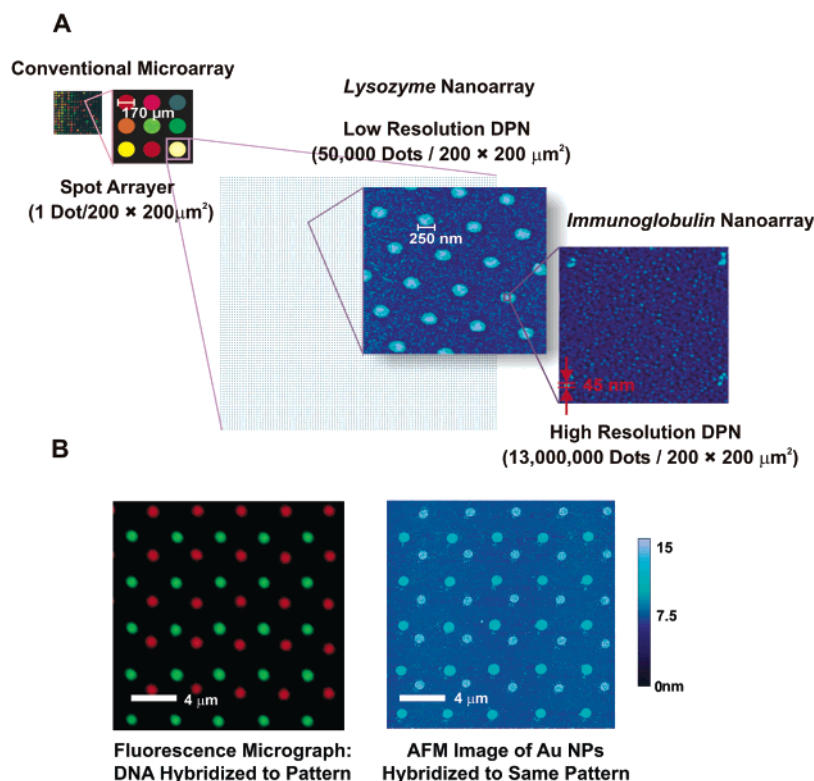 A
Conventional Microarray
170 μm
Spot Arrayer
(1 Dot/200 × 200μm²)
Lysozyme Nanoarray
Low Resolution DPN
(50,000 Dots / 200 × 200 μm²)
250 nm
Immunoglobulin Nanoarray
45 nm
High Resolution DPN
(13,000,000 Dots / 200 × 200 μm²)
B
4 μm
Fluorescence Micrograph:
DNA Hybridized to Pattern
4 μm
AFM Image of Au NPs
Hybridized to Same Pattern
15
7.5
0nm